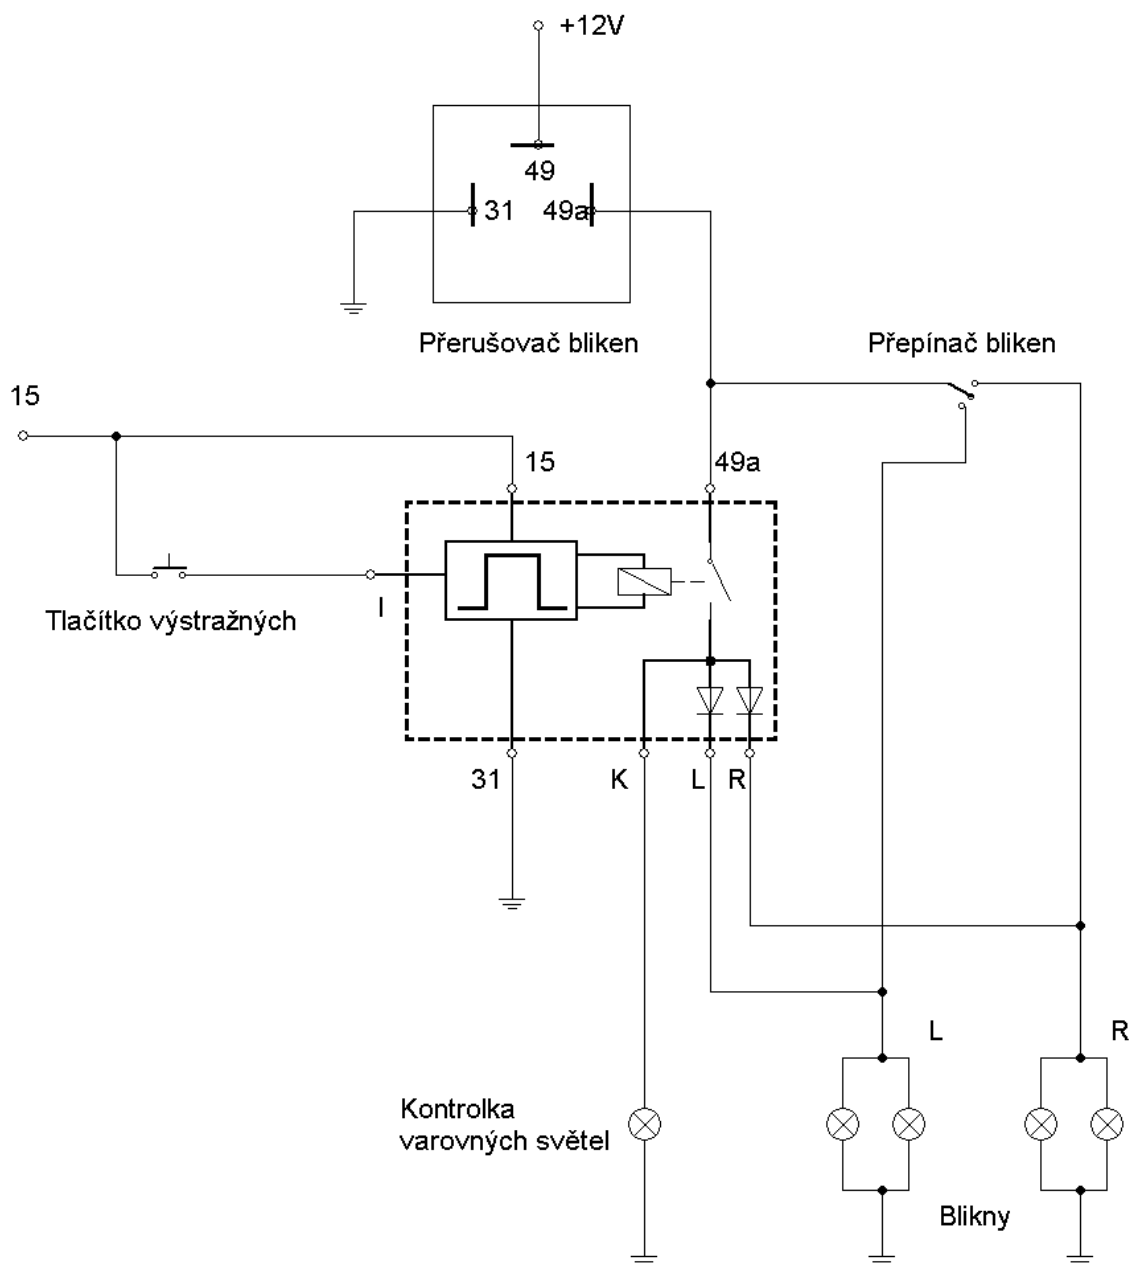 +12V
49
31
49a
Přerušovač bliken
Přepínač bliken
15
15
49a
I
Tlačítko výstražných
31
K
L
R
L
R
Kontrolka
varovných světel
Blikny